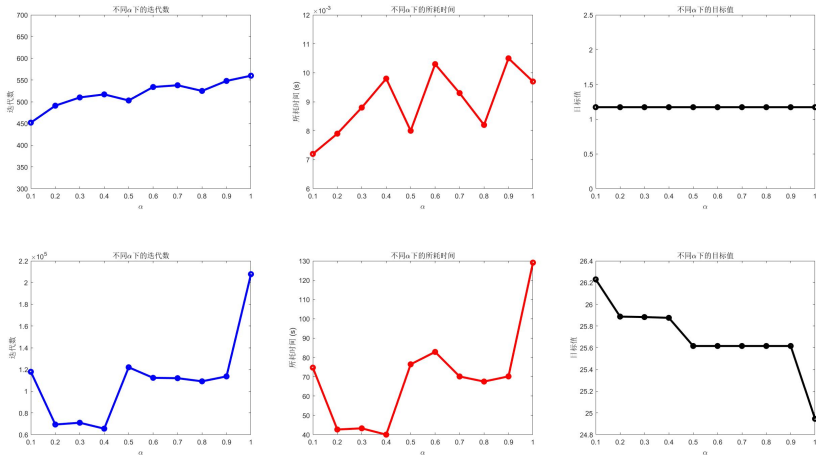 不同α下的迭代数
700
650
600
550
500
450
400
350
300
迭代数
0.1 0.2 0.3 0.4 0.5 0.6 0.7 0.8 0.9 1
α
×10⁻³
不同α下的所耗时间
12
11
10
9
8
7
6
所耗时间 (s)
0.1 0.2 0.3 0.4 0.5 0.6 0.7 0.8 0.9 1
α
不同α下的目标值
2.5
2
1.5
1
0.5
0
目标值
0.1 0.2 0.3 0.4 0.5 0.6 0.7 0.8 0.9 1
α
×10⁵
不同α下的迭代数
2.2
2
1.8
1.6
1.4
1.2
1
0.8
0.6
迭代数
0.1 0.2 0.3 0.4 0.5 0.6 0.7 0.8 0.9 1
α
不同α下的所耗时间
130
120
110
100
90
80
70
60
50
40
所耗时间 (s)
0.1 0.2 0.3 0.4 0.5 0.6 0.7 0.8 0.9 1
α
不同α下的目标值
26.4
26.2
26
25.8
25.6
25.4
25.2
25
24.8
目标值
0.1 0.2 0.3 0.4 0.5 0.6 0.7 0.8 0.9 1
α